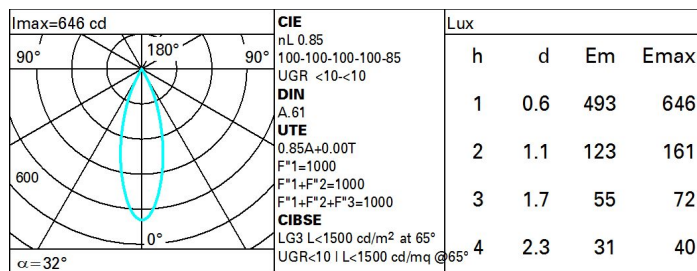 Imax=646 cd
90°
180°
90°
600
0°
α=32°
CIE
nL 0.85
100-100-100-100-85
UGR <10-<10
DIN
A.61
UTE
0.85A+0.00T
F"1=1000
F"1+F"2=1000
F"1+F"2+F"3=1000
CIBSE
LG3 L<1500 cd/m² at 65°
UGR<10 | L<1500 cd/mq @65°
Lux
h d Em Emax
1 0.6 493 646
2 1.1 123 161
3 1.7 55 72
4 2.3 31 40